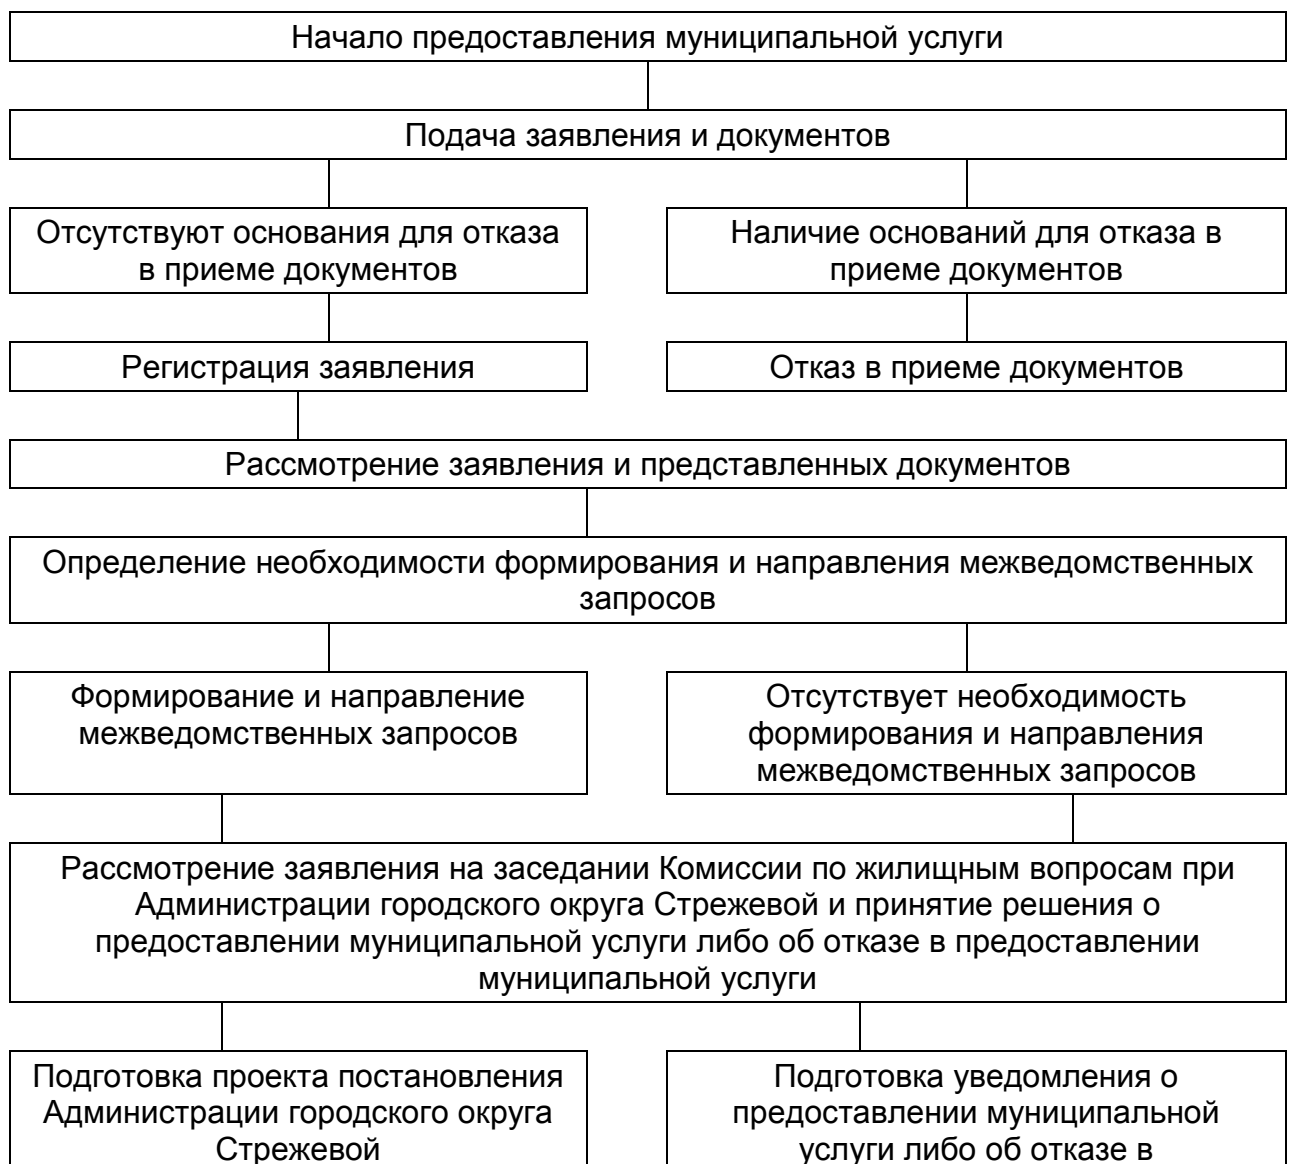 Начало предоставления муниципальной услуги
Подача заявления и документов
Отсутствуют основания для отказа
в приеме документов
Наличие оснований для отказа в
приеме документов
Регистрация заявления
Отказ в приеме документов
Рассмотрение заявления и представленных документов
Определение необходимости формирования и направления межведомственных
запросов
Формирование и направление
межведомственных запросов
Отсутствует необходимость
формирования и направления
межведомственных запросов
Рассмотрение заявления на заседании Комиссии по жилищным вопросам при
Администрации городского округа Стрежевой и принятие решения о
предоставлении муниципальной услуги либо об отказе в предоставлении
муниципальной услуги
Подготовка проекта постановления
Администрации городского округа
Стрежевой
Подготовка уведомления о
предоставлении муниципальной
услуги либо об отказе в